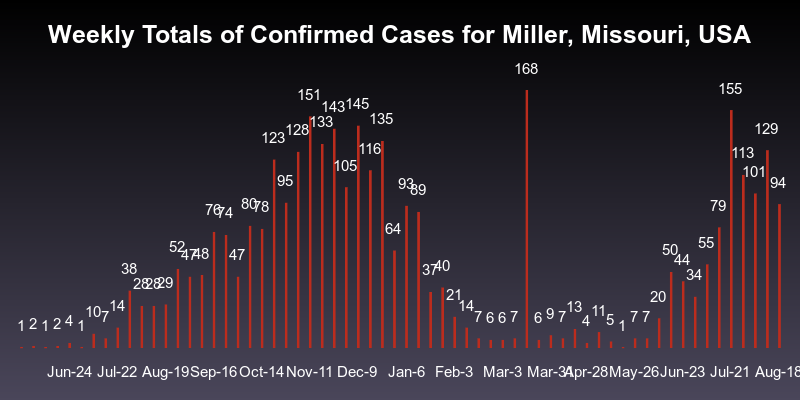 Weekly Totals of Confirmed Cases for Miller, Missouri, USA
1 2 1 2 4 1 10 7 14 38 28 28 29 52 47 48 76 74 47 80 78 123 95 128 151 133 143 105 145 116 135 64 93 89 37 40 21 14 7 6 6 7 168 6 9 7 13 4 11 5 1 7 7 20 50 44 34 55 79 155 113 101 129 94
Jun-24 Jul-22 Aug-19 Sep-16 Oct-14 Nov-11 Dec-9 Jan-6 Feb-3 Mar-3 Mar-31 Apr-28 May-26 Jun-23 Jul-21 Aug-18